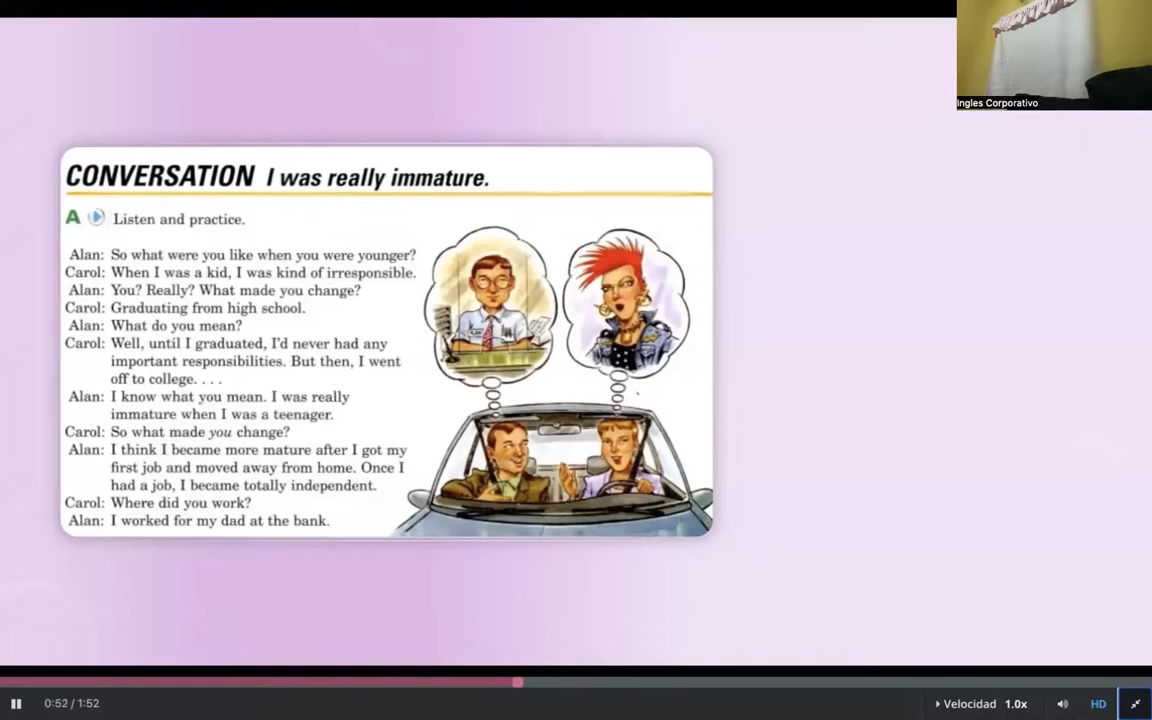 Ingles Corporativo
CONVERSATION I was really immature.
A Listen and practice.
Alan: So what were you like when you were younger?
Carol: When I was a kid, I was kind of irresponsible.
Alan: You? Really? What made you change?
Carol: Graduating from high school.
Alan: What do you mean?
Carol: Well, until I graduated, I'd never had any
important responsibilities. But then, I went
off to college. . . .
Alan: I know what you mean. I was really
immature when I was a teenager.
Carol: So what made you change?
Alan: I think I became more mature after I got my
first job and moved away from home. Once I
had a job, I became totally independent.
Carol: Where did you work?
Alan: I worked for my dad at the bank.
0:52 / 1:52
Velocidad 1.0x
HD